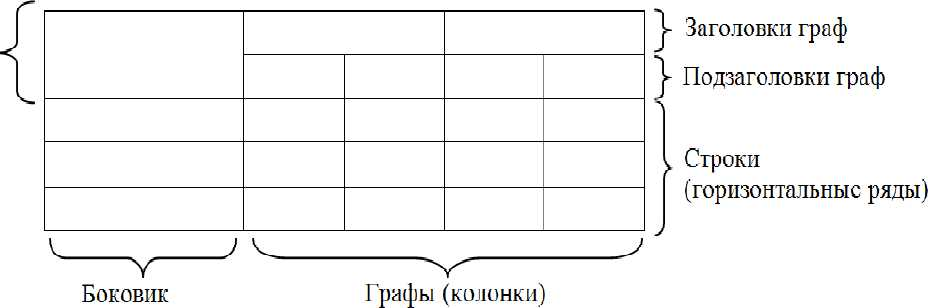 Заголовки граф
Подзаголовки граф
Строки
(горизонтальные ряды)
Боковик
Графы (колонки)